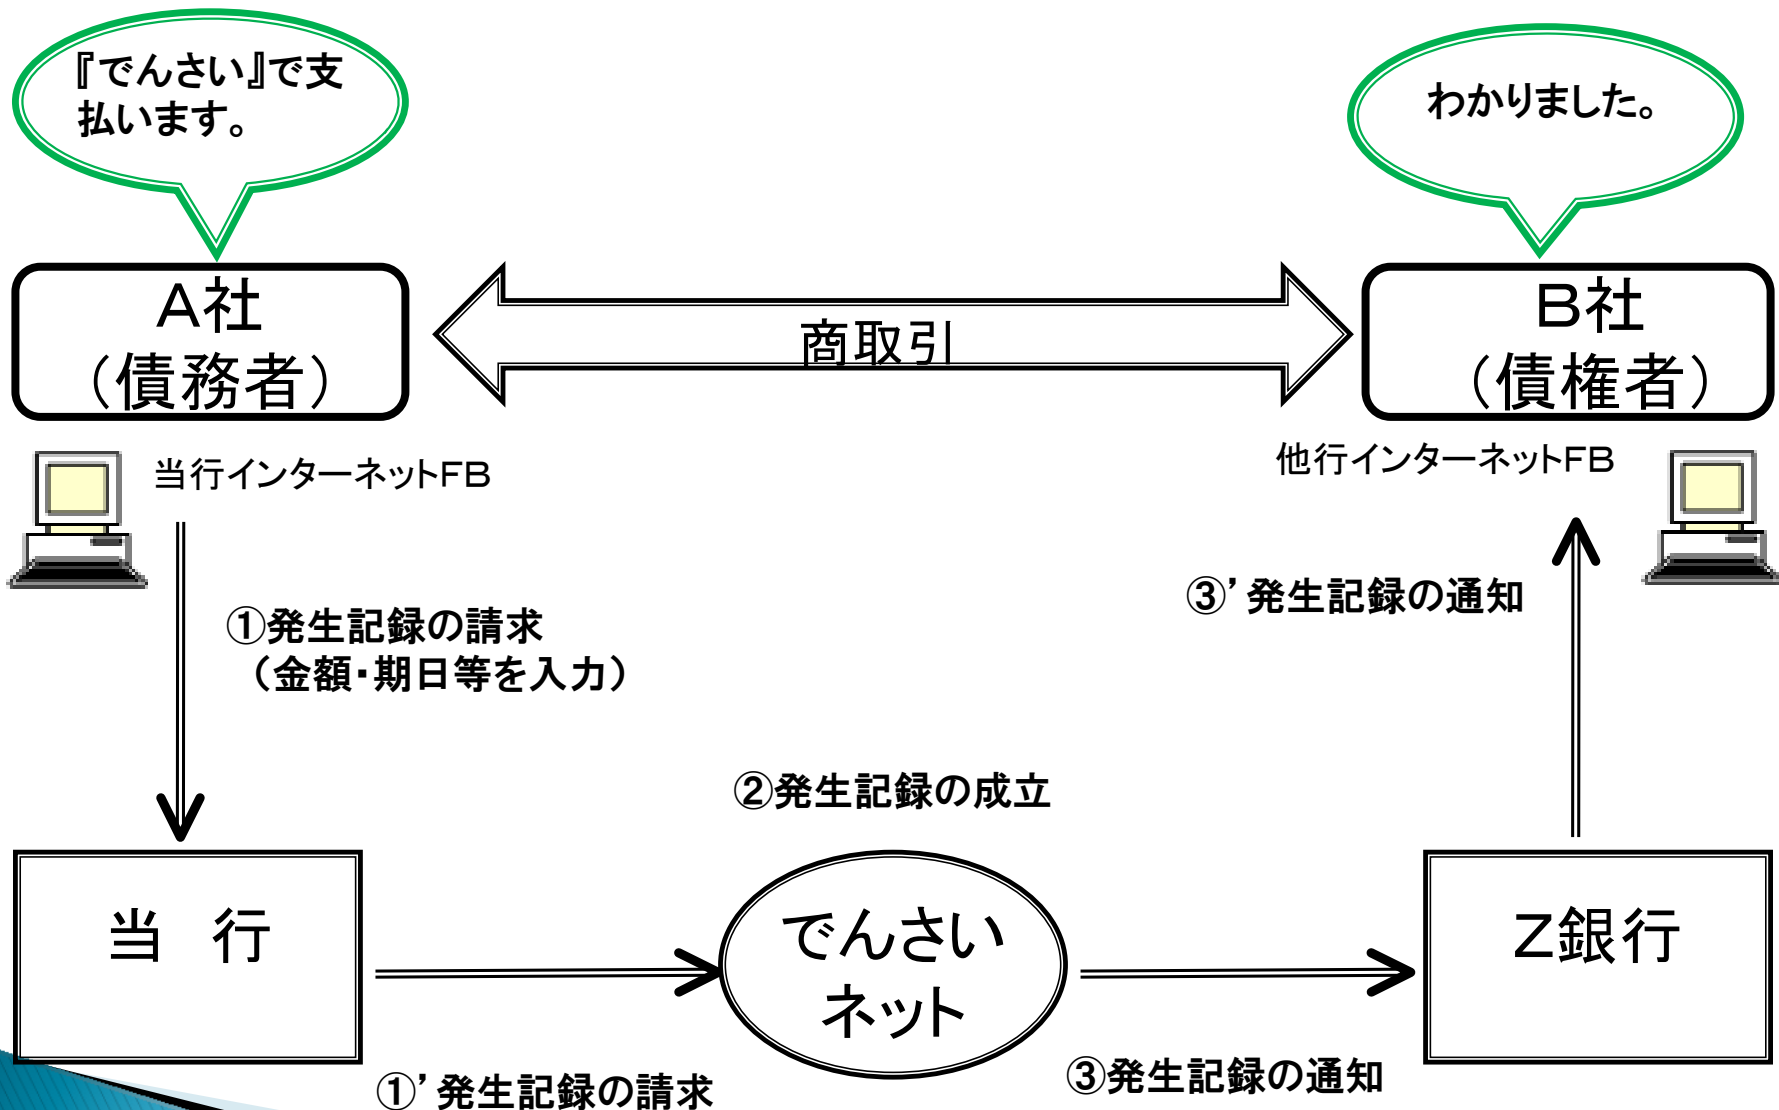 『でんさい』で支
払います。
わかりました。
A社
（債務者）
商取引
B社
（債権者）
当行インターネットFB
他行インターネットFB
①発生記録の請求
（金額・期日等を入力）
③’発生記録の通知
②発生記録の成立
当　行
でんさい
ネット
Z銀行
①’発生記録の請求
③発生記録の通知